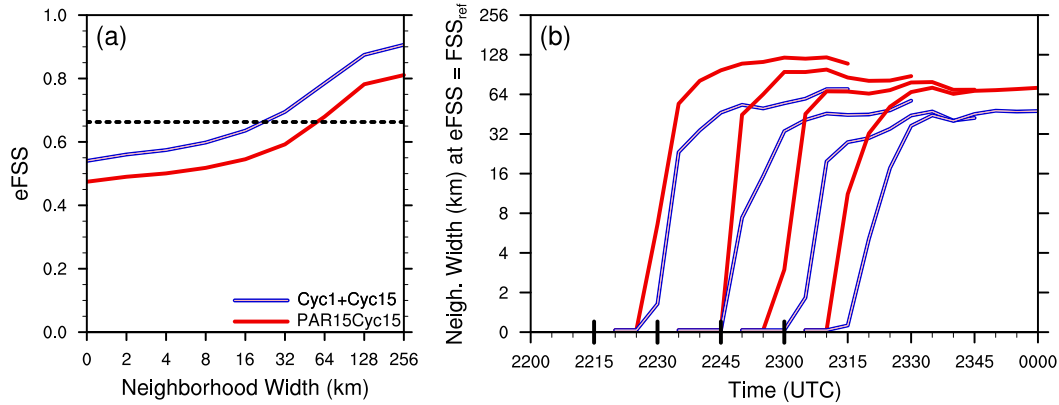 (a)
eFSS
1.0
0.8
0.6
0.4
0.2
0.0
Cyc1+Cyc15
PAR15Cyc15
0 2 4 8 16 32 64 128 256
Neighborhood Width (km)
(b)
Neigh. Width (km) at eFSS = FSSref
256
128
64
32
16
8
4
2
0
2200 2215 2230 2245 2300 2315 2330 2345 0000
Time (UTC)